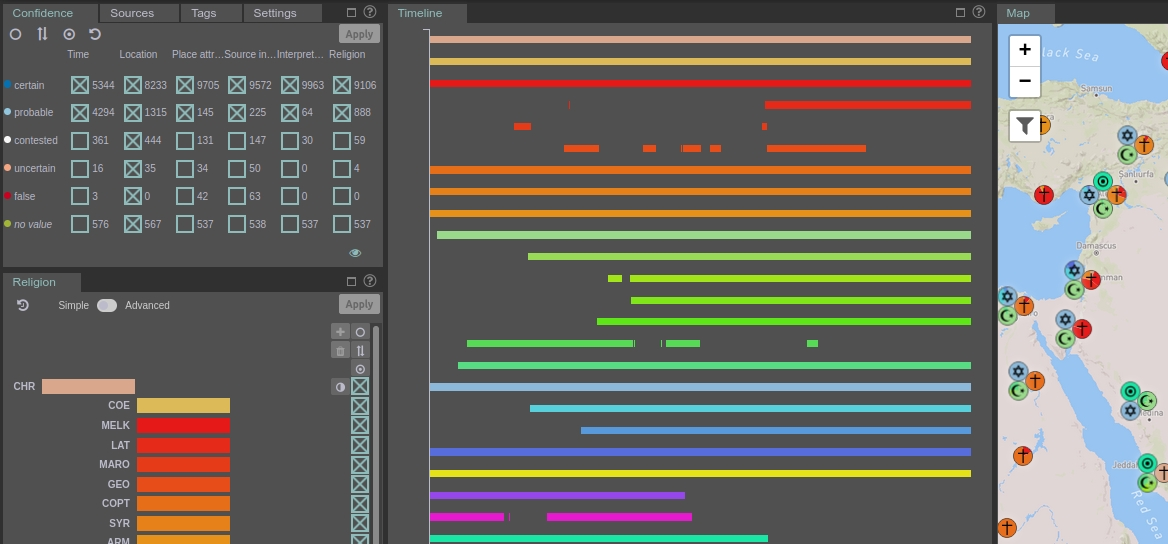 Confidence Sources Tags Settings
Apply
Time Location Place attr... Source in... Interpret... Religion
certain 5344 8233 9705 9572 9963 9106
probable 4294 1315 145 225 64 888
contested 361 444 131 147 30 59
uncertain 16 35 34 50 0 4
false 3 0 42 63 0 0
no value 576 567 537 538 537 537
Religion
Simple Advanced Apply
CHR
COE
MELK
LAT
MARO
GEO
COPT
SYR
ARM
Timeline
Map
+
−
Black Sea
Samsun
Şanlıurfa
Damascus
Medina
Jeddah
Red Sea